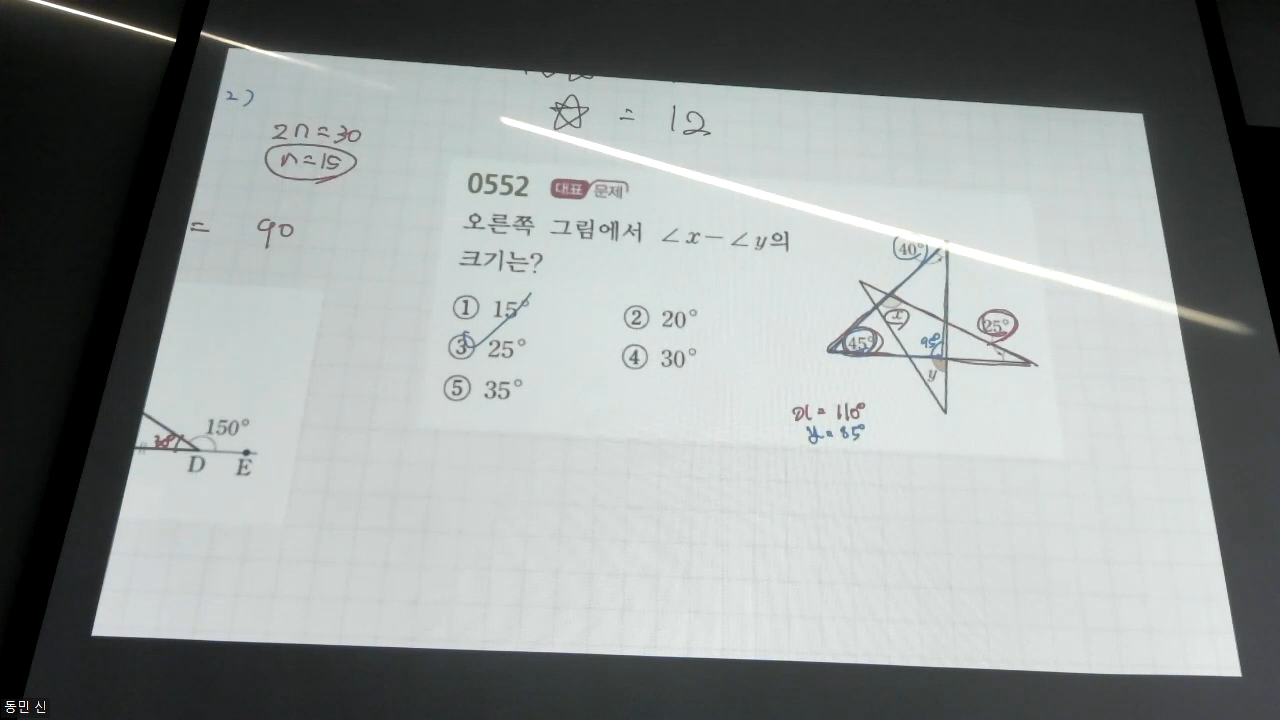 2)
2n=30
n=15
= 90
☆ = 12
0552 대표 문제
오른쪽 그림에서 ∠x-∠y의
크기는?
① 15°
② 20°
③ 25°
④ 30°
⑤ 35°
40°
x
25°
45°
95°
y
x = 110°
y = 85°
150°
30°
D E
동민 신